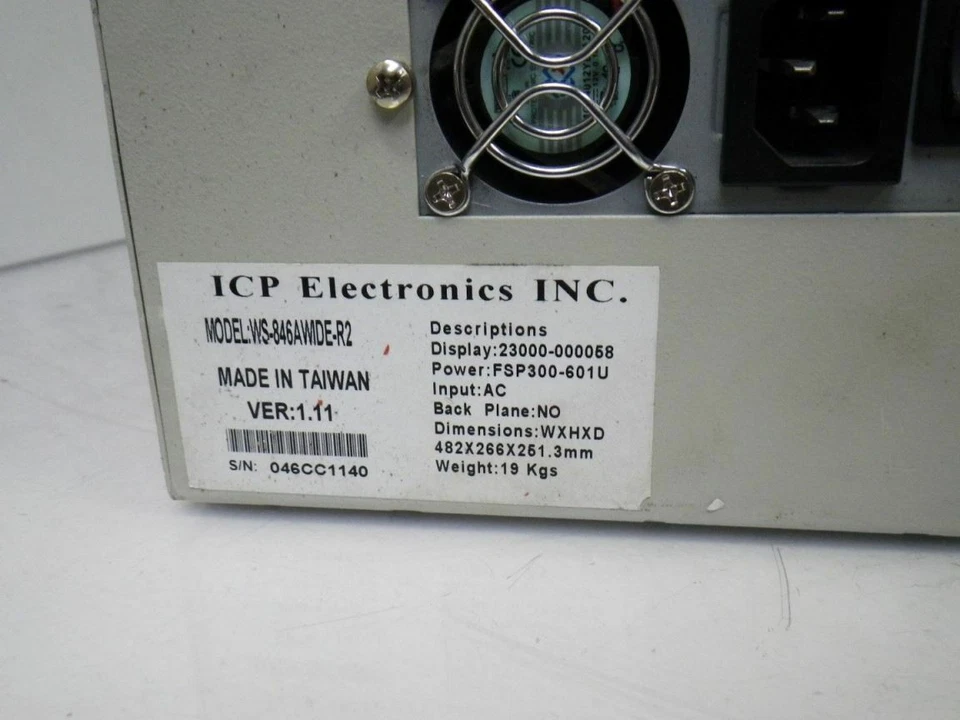 ICP Electronics INC.
MODEL:WS-846AWIDE-R2
MADE IN TAIWAN
VER:1.11
S/N: 046CC1140
Descriptions
Display:23000-000058
Power:FSP300-601U
Input:AC
Back Plane:NO
Dimensions:WXHXD
482X266X251.3mm
Weight:19 Kgs